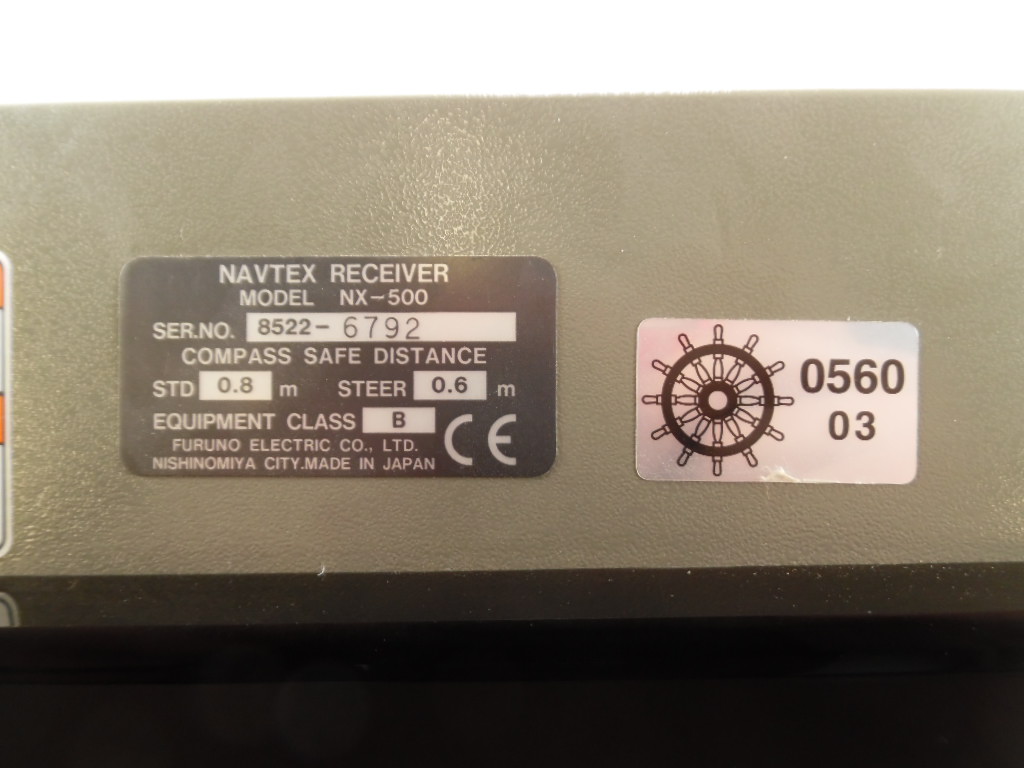 NAVTEX RECEIVER
MODEL NX-500
SER.NO. 8522-6792
COMPASS SAFE DISTANCE
STD 0.8 m STEER 0.6 m
EQUIPMENT CLASS B
FURUNO ELECTRIC CO., LTD.
NISHINOMIYA CITY.MADE IN JAPAN
CE
0560
03